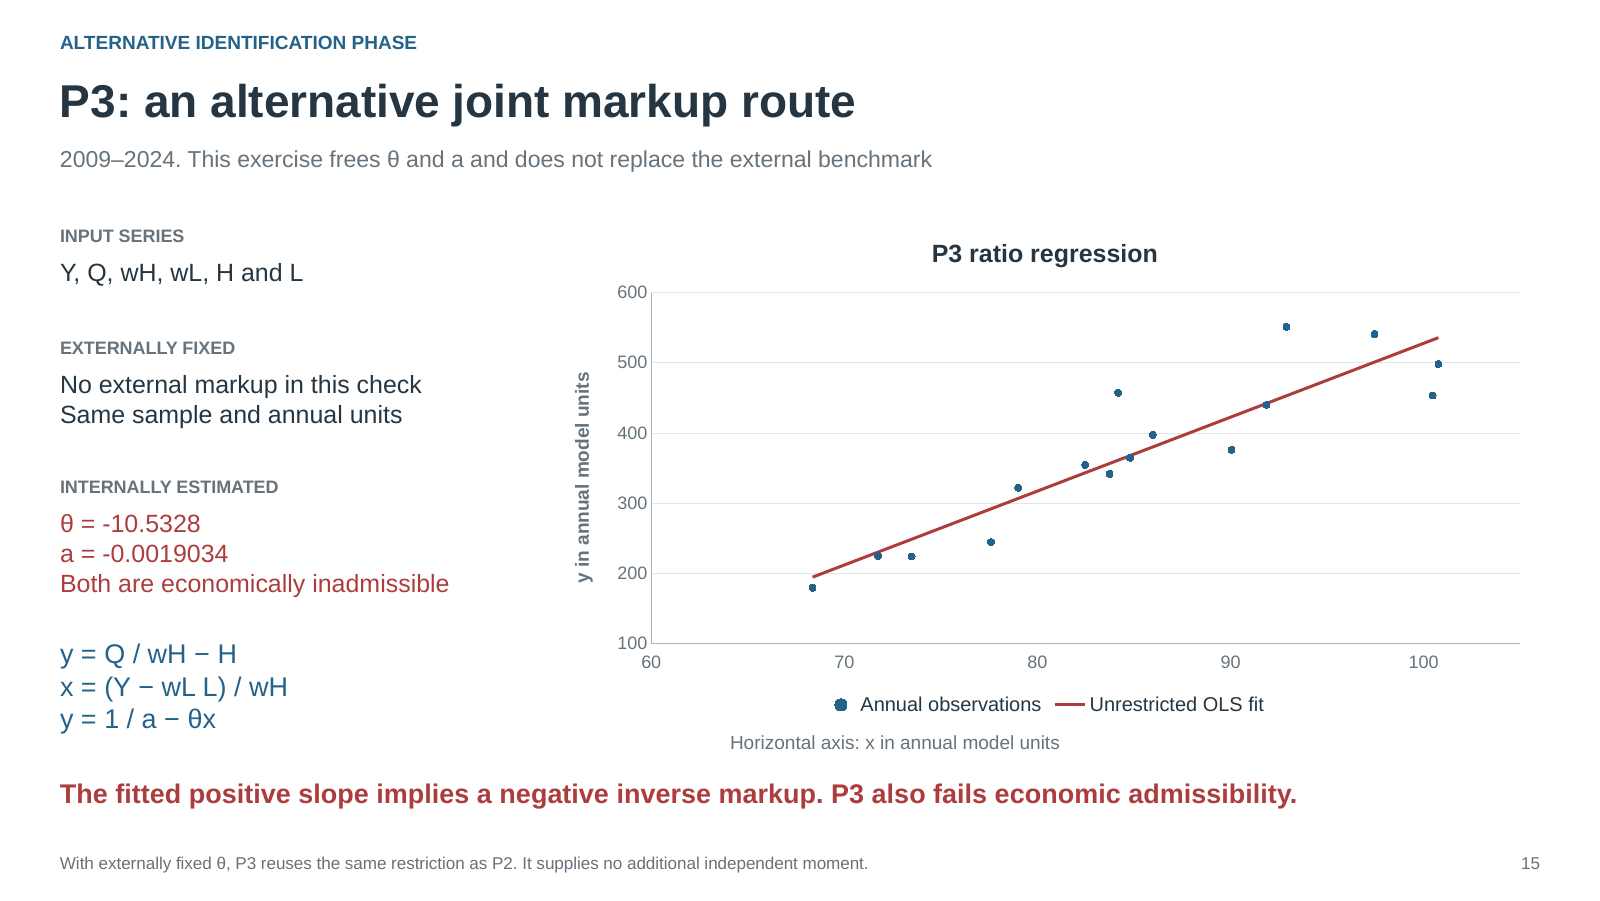 ALTERNATIVE IDENTIFICATION PHASE
P3: an alternative joint markup route
2009–2024. This exercise frees θ and a and does not replace the external benchmark
INPUT SERIES
Y, Q, wH, wL, H and L
EXTERNALLY FIXED
No external markup in this check
Same sample and annual units
INTERNALLY ESTIMATED
θ = -10.5328
a = -0.0019034
Both are economically inadmissible
y = Q / wH − H
x = (Y − wL L) / wH
y = 1 / a − θx
P3 ratio regression
y in annual model units
600
500
400
300
200
100
60 70 80 90 100
Annual observations Unrestricted OLS fit
Horizontal axis: x in annual model units
The fitted positive slope implies a negative inverse markup. P3 also fails economic admissibility.
With externally fixed θ, P3 reuses the same restriction as P2. It supplies no additional independent moment.
15